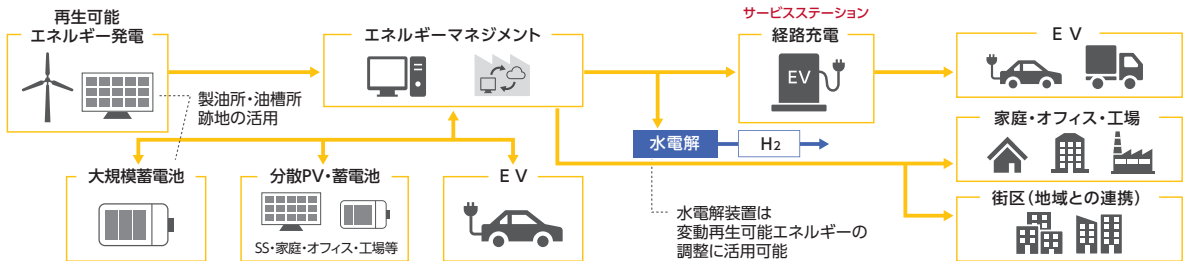 再生可能
エネルギー発電
製油所・油槽所
跡地の活用
エネルギーマネジメント
大規模蓄電池
分散PV・蓄電池
SS・家庭・オフィス・工場等
EV
サービスステーション
経路充電
EV
水電解
H2
水電解装置は
変動再生可能エネルギーの
調整に活用可能
EV
家庭・オフィス・工場
街区（地域との連携）